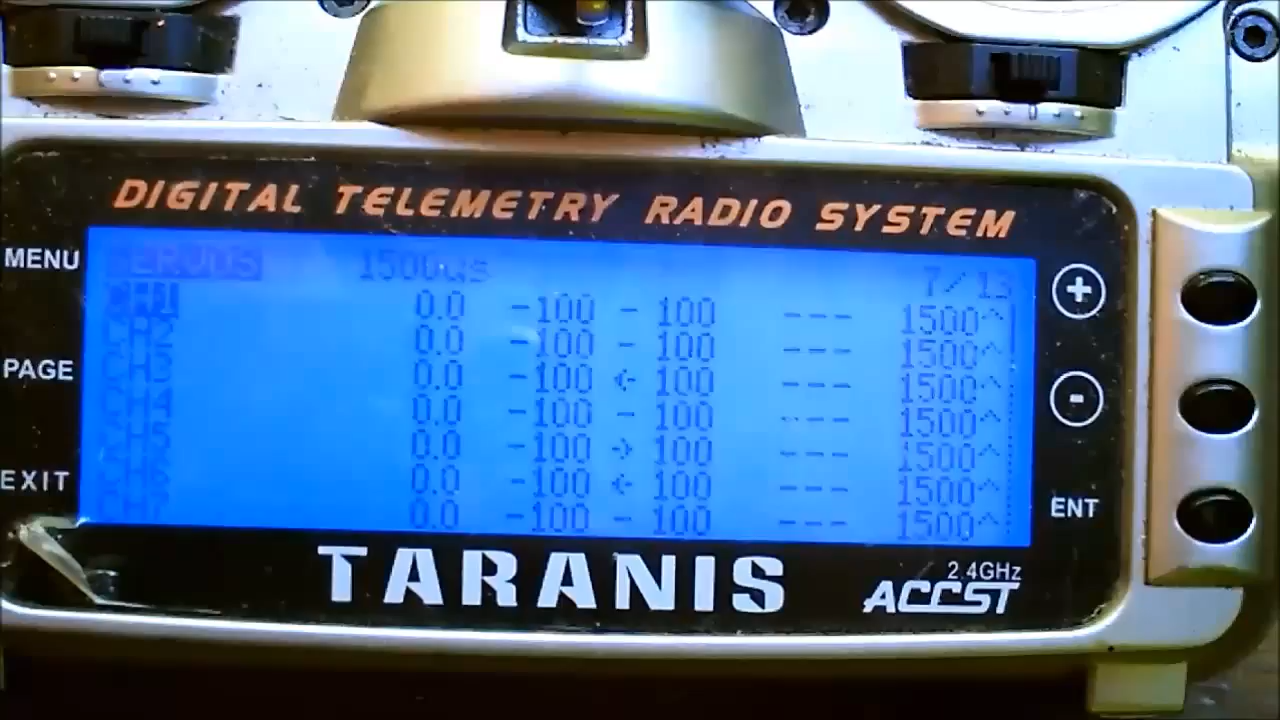 DIGITAL TELEMETRY RADIO SYSTEM
MENU
PAGE
EXIT
SERVOS 1500us 7/13
CH1 0.0 -100 - 100 --- 1500^
CH2 0.0 -100 - 100 --- 1500^
CH3 0.0 -100 <- 100 --- 1500^
CH4 0.0 -100 - 100 --- 1500^
CH5 0.0 -100 -> 100 --- 1500^
CH6 0.0 -100 <- 100 --- 1500^
CH7 0.0 -100 - 100 --- 1500^
+
-
ENT
TARANIS
2.4GHz
ACCST